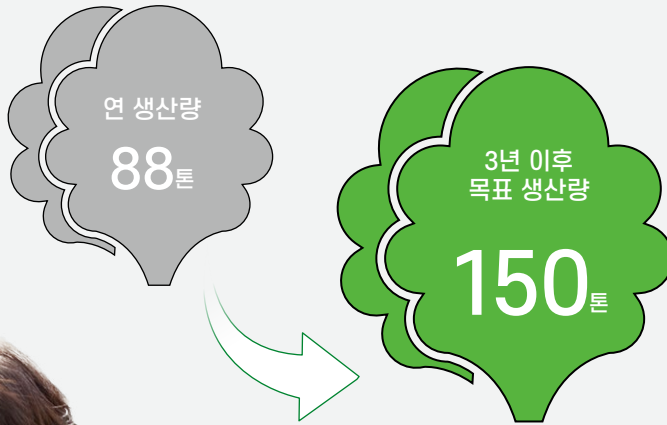 연 생산량
88톤
3년 이후
목표 생산량
150톤